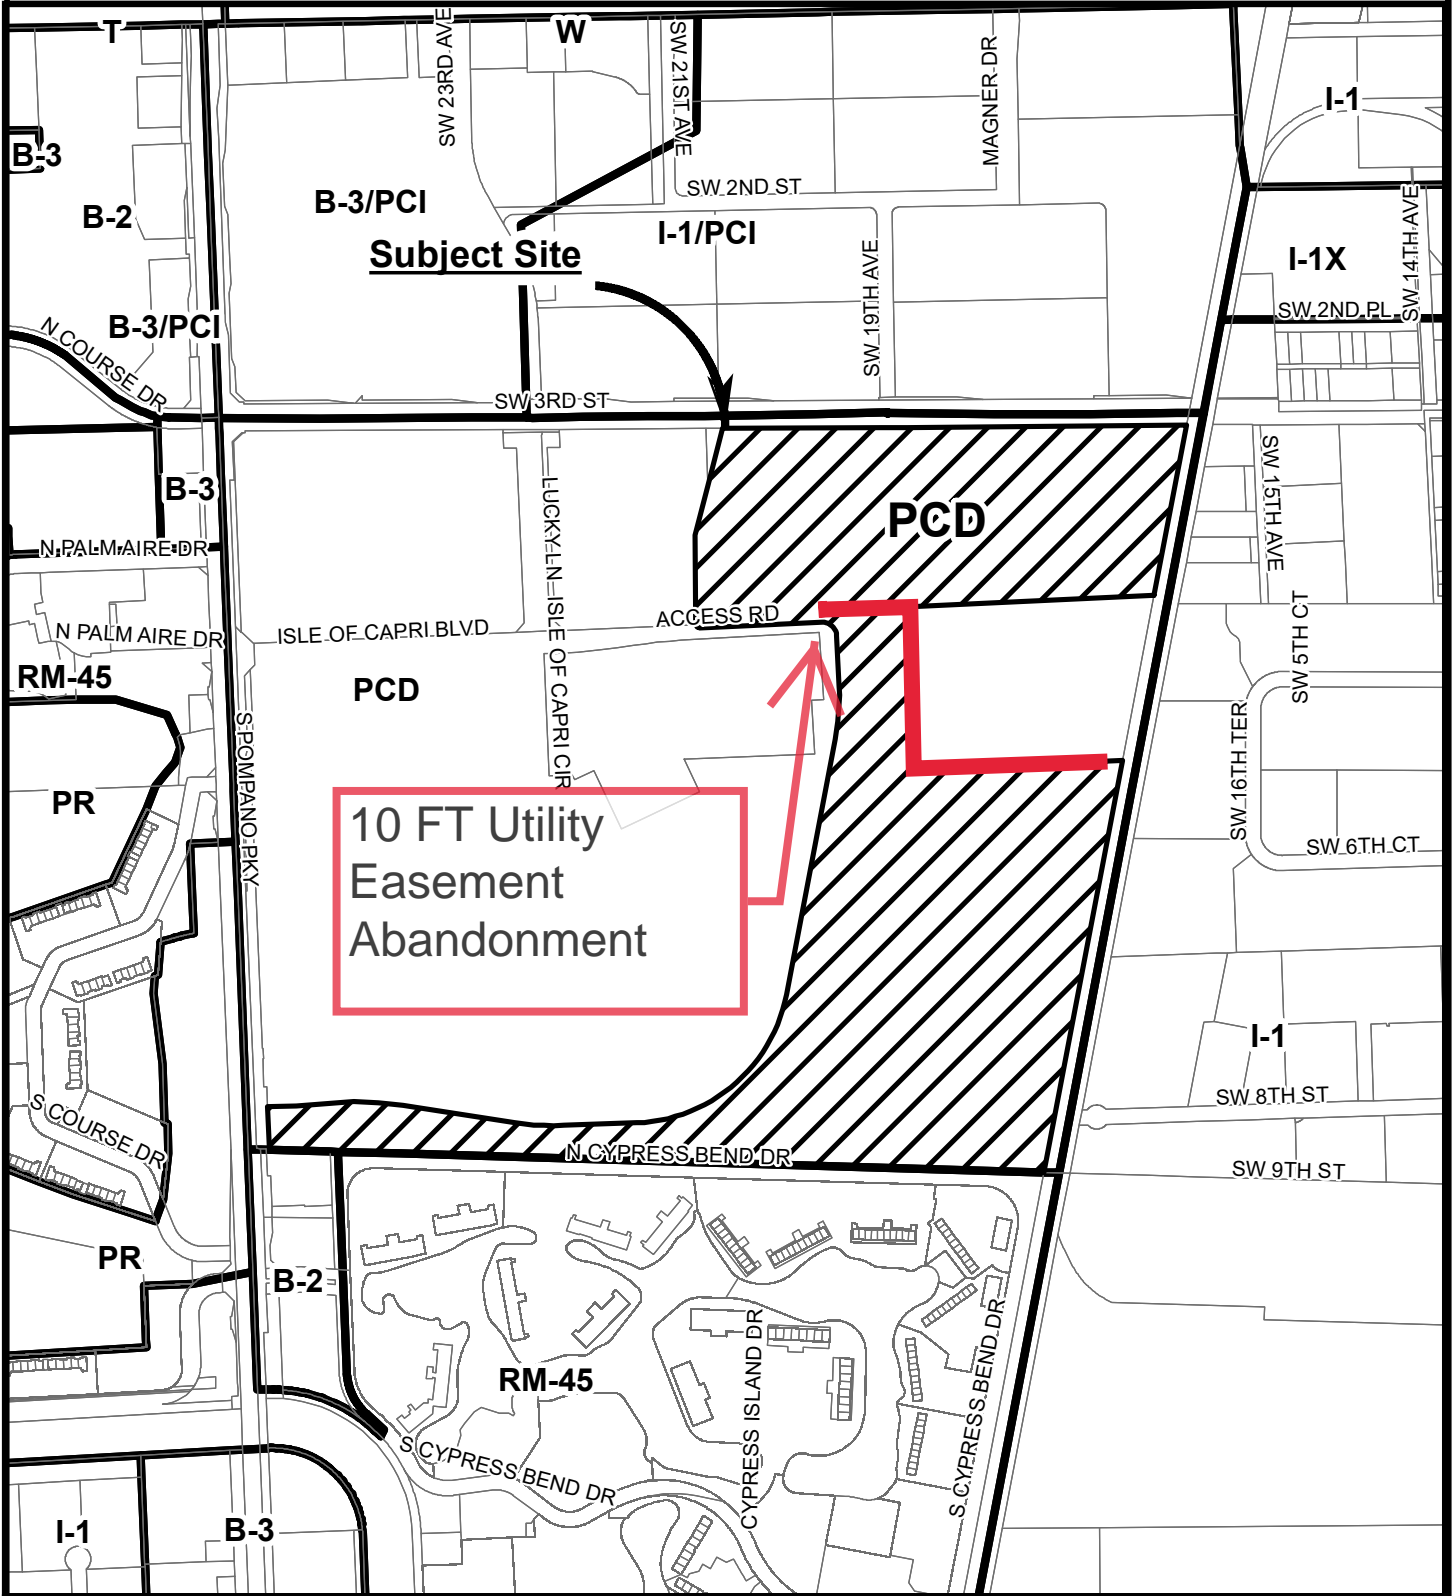 T
W
SW 23RD AVE
SW 21ST AVE
MAGNER DR
I-1
B-3
B-2
B-3/PCI
SW 2ND ST
I-1/PCI
SW 14TH AVE
Subject Site
I-1X
SW 19TH AVE
SW 2ND PL
B-3/PCI
N COURSE DR
SW 3RD ST
B-3
LUCKY LN
ISLE OF CAPRI CIR
PCD
SW 15TH AVE
N PALM AIRE DR
N PALM AIRE DR
ISLE OF CAPRI BLVD
ACCESS RD
SW 5TH CT
RM-45
PCD
S POMPANO PKY
SW 16TH TER
PR
10 FT Utility
Easement
Abandonment
SW 6TH CT
I-1
S COURSE DR
SW 8TH ST
N CYPRESS BEND DR
SW 9TH ST
PR
B-2
RM-45
CYPRESS ISLAND DR
S CYPRESS BEND DR
S CYPRESS BEND DR
I-1
B-3